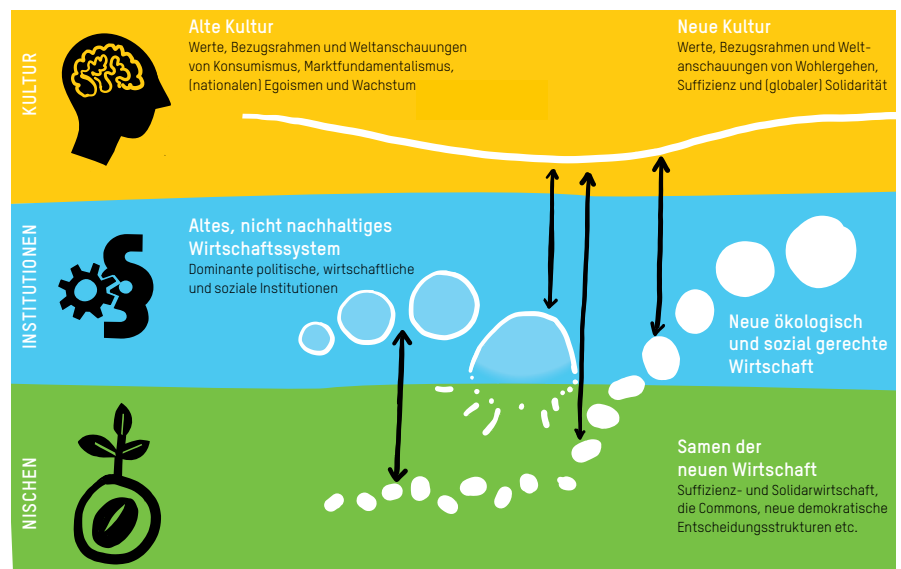 KULTUR
Alte Kultur
Werte, Bezugsrahmen und Weltanschauungen
von Konsumismus, Marktfundamentalismus,
(nationalen) Egoismen und Wachstum
Neue Kultur
Werte, Bezugsrahmen und Welt-
anschauungen von Wohlergehen,
Suffizienz und (globaler) Solidarität
INSTITUTIONEN
§
Altes, nicht nachhaltiges
Wirtschaftssystem
Dominante politische, wirtschaftliche
und soziale Institutionen
Neue ökologisch
und sozial gerechte
Wirtschaft
NISCHEN
Samen der
neuen Wirtschaft
Suffizienz- und Solidarwirtschaft,
die Commons, neue demokratische
Entscheidungsstrukturen etc.